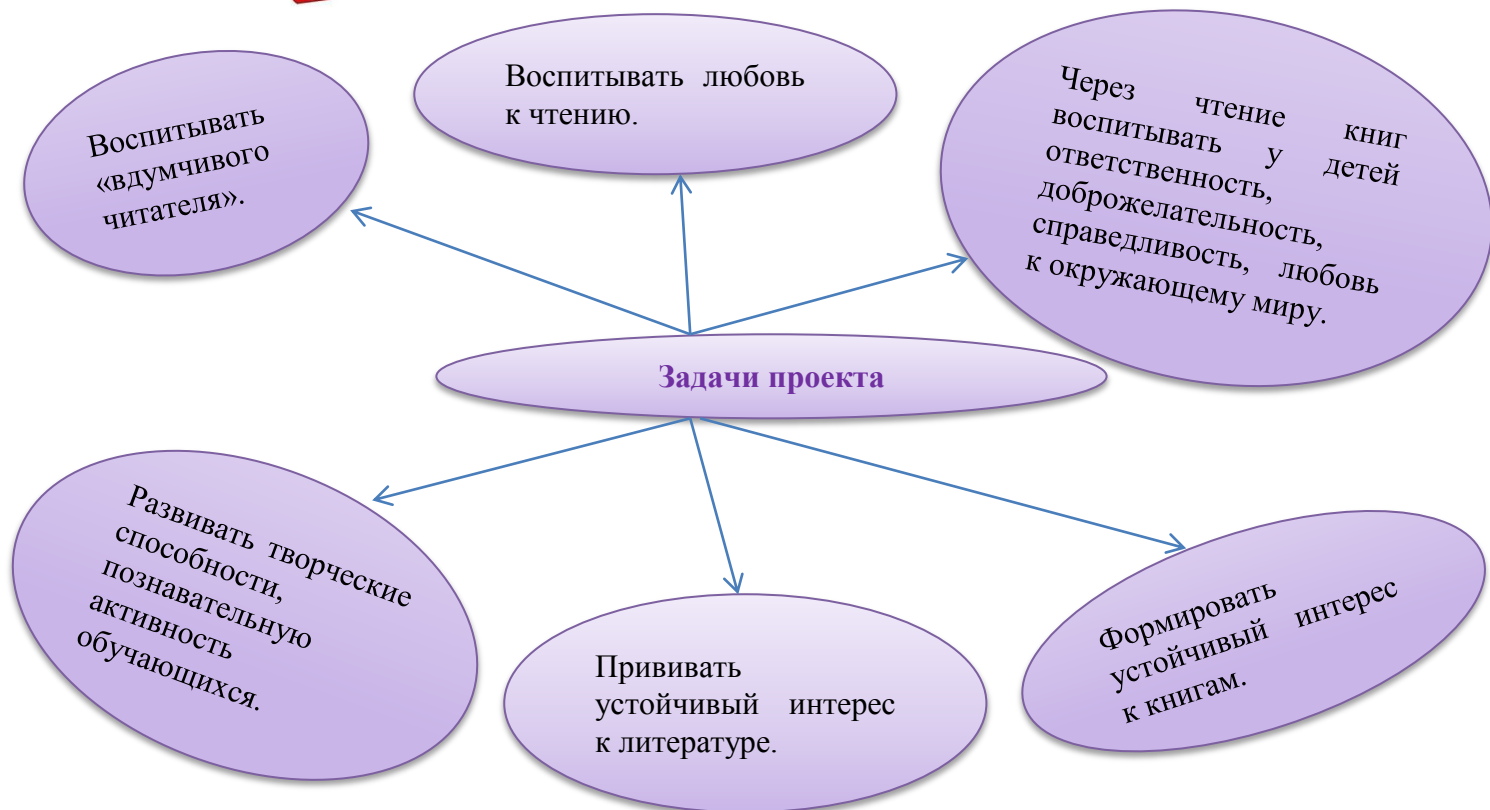 Воспитывать
«вдумчивого
читателя».
Воспитывать любовь
к чтению.
Через чтение книг
воспитывать у детей
ответственность,
доброжелательность,
справедливость, любовь
к окружающему миру.
Задачи проекта
Развивать творческие
способности,
познавательную
активность
обучающихся.
Прививать
устойчивый интерес
к литературе.
Формировать
устойчивый интерес
к книгам.